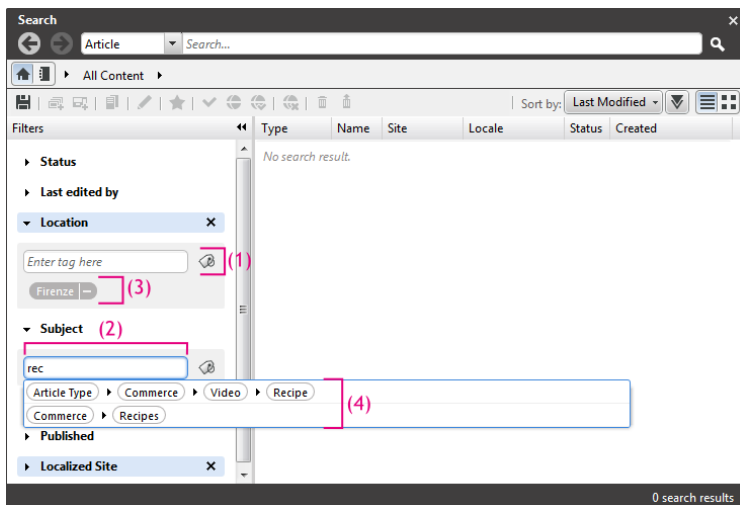 Search
Article Search...
All Content
Sort by: Last Modified
Filters
Type Name Site Locale Status Created
No search result.
Status
Last edited by
Location
Enter tag here
(1)
Firenze
(3)
Subject (2)
rec
Article Type Commerce Video Recipe
(4)
Commerce Recipes
Published
Localized Site
0 search results